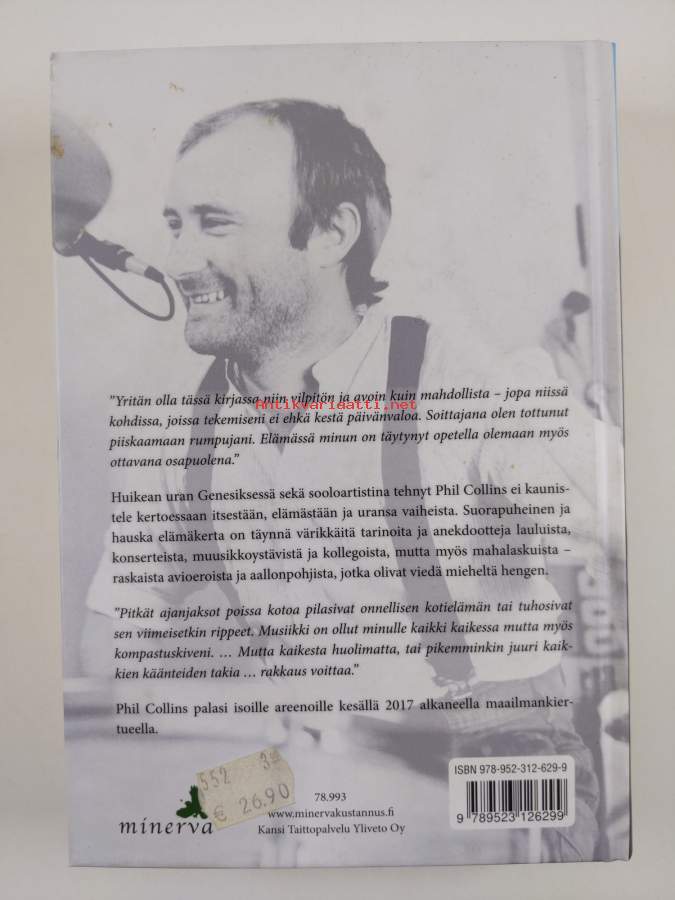 ”Yritän olla tässä kirjassa niin vilpitön ja avoin kuin mahdollista – jopa niissä
Antikvariaatti.net
kohdissa, joissa tekemiseni ei ehkä kestä päivänvaloa. Soittajana olen tottunut
piiskaamaan rumpujani. Elämässä minun on täytynyt opetella olemaan myös
ottavana osapuolena.”
Huikean uran Genesiksessä sekä sooloartistina tehnyt Phil Collins ei kaunis-
tele kertoessaan itsestään, elämästään ja uransa vaiheista. Suorapuheinen ja
hauska elämäkerta on täynnä värikkäitä tarinoita ja anekdootteja lauluista,
konserteista, muusikkoystävistä ja kollegoista, mutta myös mahalaskuista –
raskaista avioeroista ja aallonpohjista, jotka olivat viedä mieheltä hengen.
”Pitkät ajanjaksot poissa kotoa pilasivat onnellisen kotielämän tai tuhosivat
sen viimeisetkin rippeet. Musiikki on ollut minulle kaikki kaikessa mutta myös
kompastuskiveni. … Mutta kaikesta huolimatta, tai pikemminkin juuri kaik-
kien käänteiden takia … rakkaus voittaa.”
Phil Collins palasi isoille areenoille kesällä 2017 alkaneella maailmankier-
tueella.
552
€ 26.90
minerva
78.993
www.minervakustannus.fi
Kansi Taittopalvelu Yliveto Oy
ISBN 978-952-312-629-9
9 789523 126299